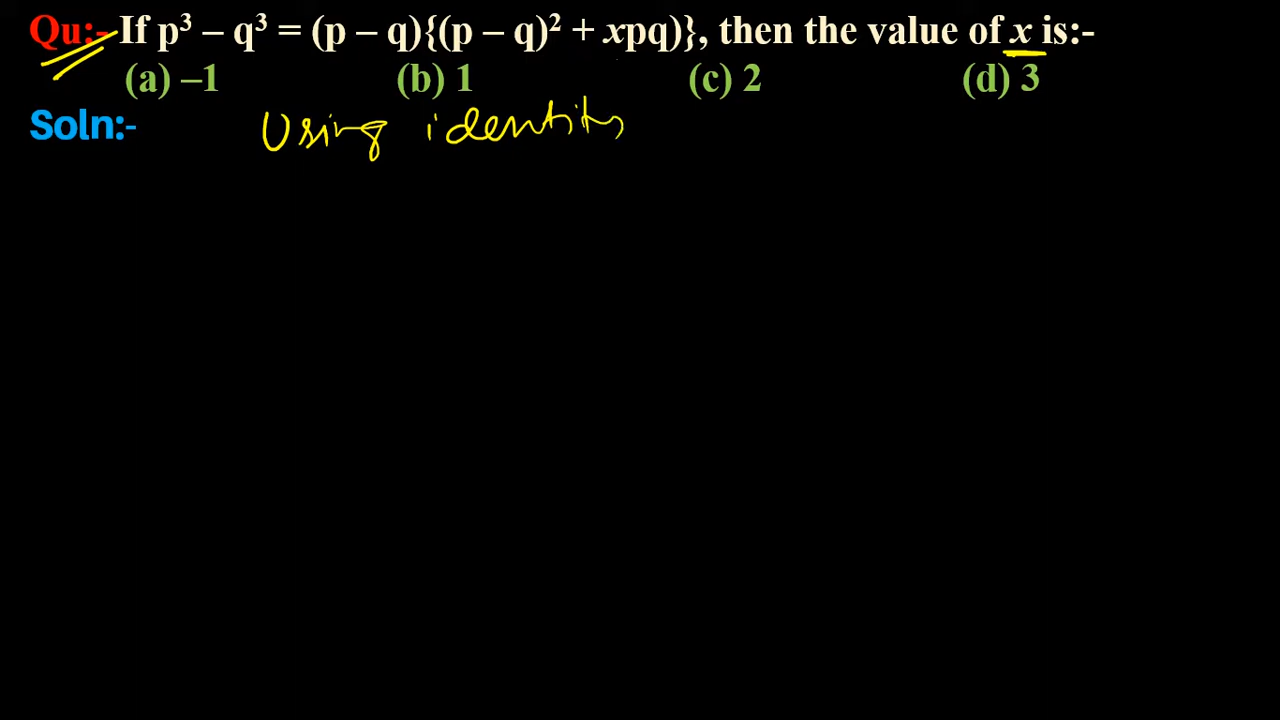 Qu:- If p³ – q³ = (p – q){(p – q)² + xpq)}, then the value of x is:-
(a) –1 (b) 1 (c) 2 (d) 3
Soln:- Using identity